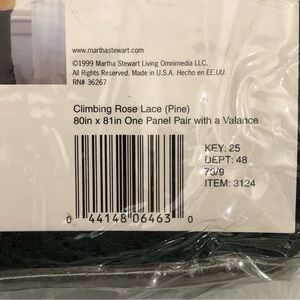 www.marthastewart.com
©1999 Martha Stewart Living Omnimedia LLC.
All Rights Reserved. Made in U.S.A. Hecho en EE.UU.
RN# 36267
Climbing Rose Lace (Pine)
80in x 81in One Panel Pair with a Valance
KEY: 25
DEPT: 48
73/9
ITEM: 3124
0 44148 06463 0